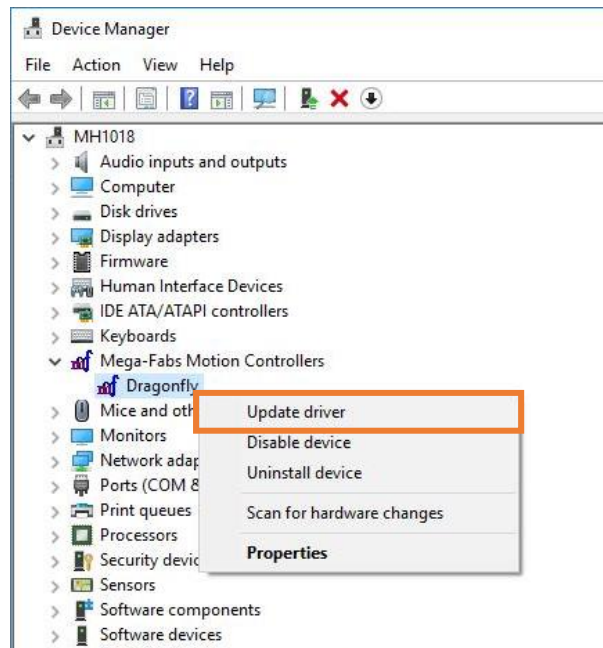 Device Manager
File Action View Help
MH1018
Audio inputs and outputs
Computer
Disk drives
Display adapters
Firmware
Human Interface Devices
IDE ATA/ATAPI controllers
Keyboards
Mega-Fabs Motion Controllers
Dragonfly
Mice and oth
Monitors
Network adap
Ports (COM &
Print queues
Processors
Security devic
Sensors
Software components
Software devices
Update driver
Disable device
Uninstall device
Scan for hardware changes
Properties